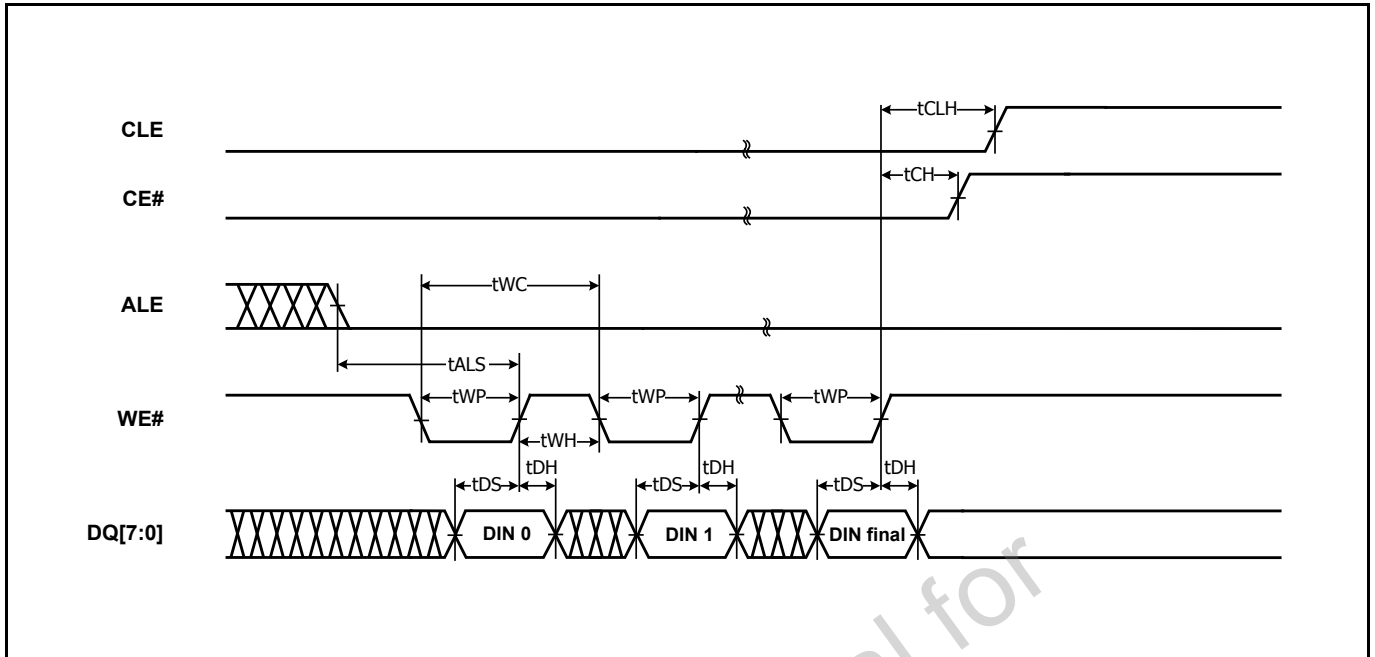 CLE
tCLH
CE#
tCH
ALE
tWC
tALS
WE#
tWP
tWP
tWP
tWH
tDS
tDH
tDS
tDH
tDS
tDH
DQ[7:0]
DIN 0
DIN 1
DIN final
for